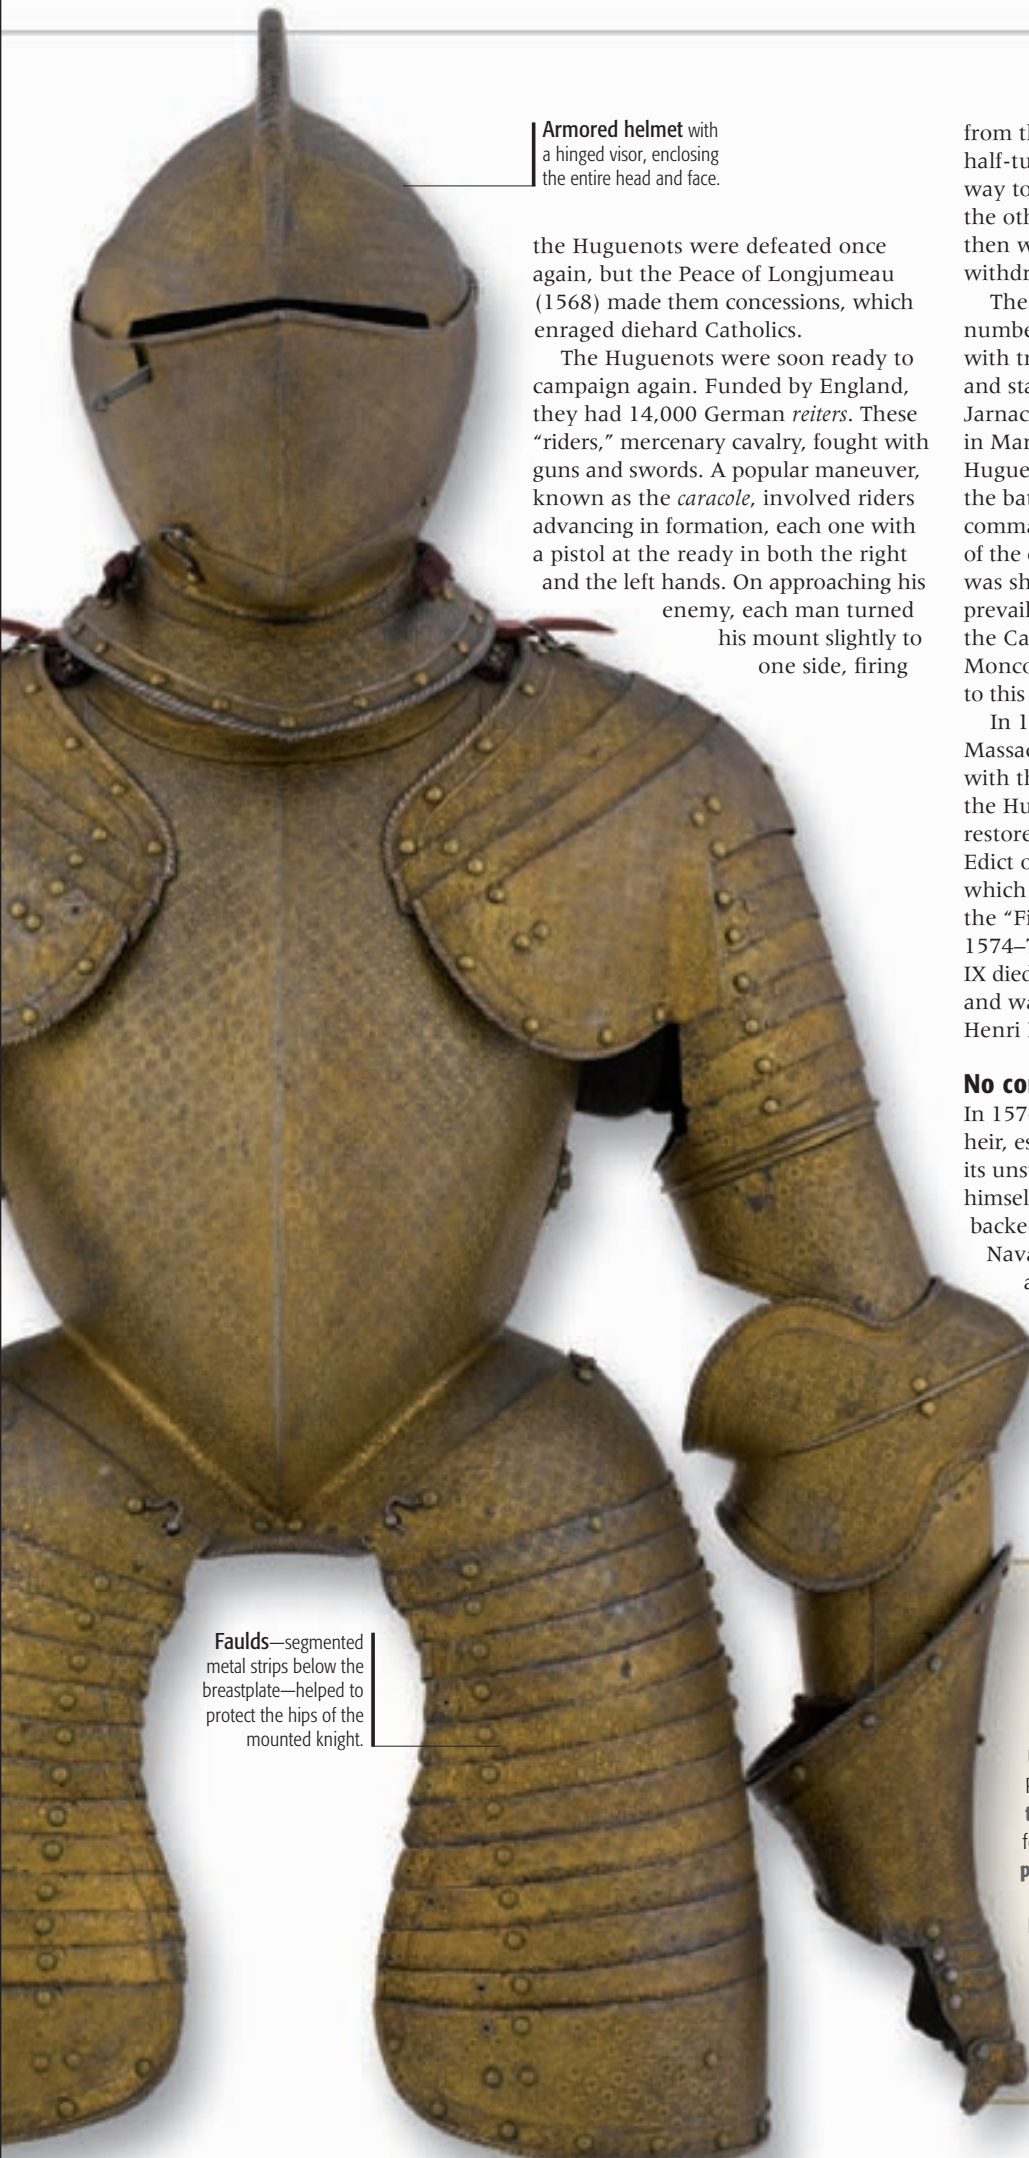 Armored helmet with
a hinged visor, enclosing
the entire head and face.
the Huguenots were defeated once
again, but the Peace of Longjumeau
(1568) made them concessions, which
enraged diehard Catholics.
The Huguenots were soon ready to
campaign again. Funded by England,
they had 14,000 German reiters. These
“riders,” mercenary cavalry, fought with
guns and swords. A popular maneuver,
known as the caracole, involved riders
advancing in formation, each one with
a pistol at the ready in both the right
and the left hands. On approaching his
enemy, each man turned
his mount slightly to
one side, firing
Faulds—segmented
metal strips below the
breastplate—helped to
protect the hips of the
mounted knight.
from th
half-tu
way to
the oth
then w
withdr
The
numbe
with tr
and sta
Jarnac
in Mar
Hugue
the bat
comma
of the
was sh
prevail
the Ca
Monco
to this
In 1
Massac
with th
the Hu
restore
Edict o
which
the “Fi
1574–7
IX died
and wa
Henri
No con
In 157
heir, es
its uns
himsel
backe
Nava
a